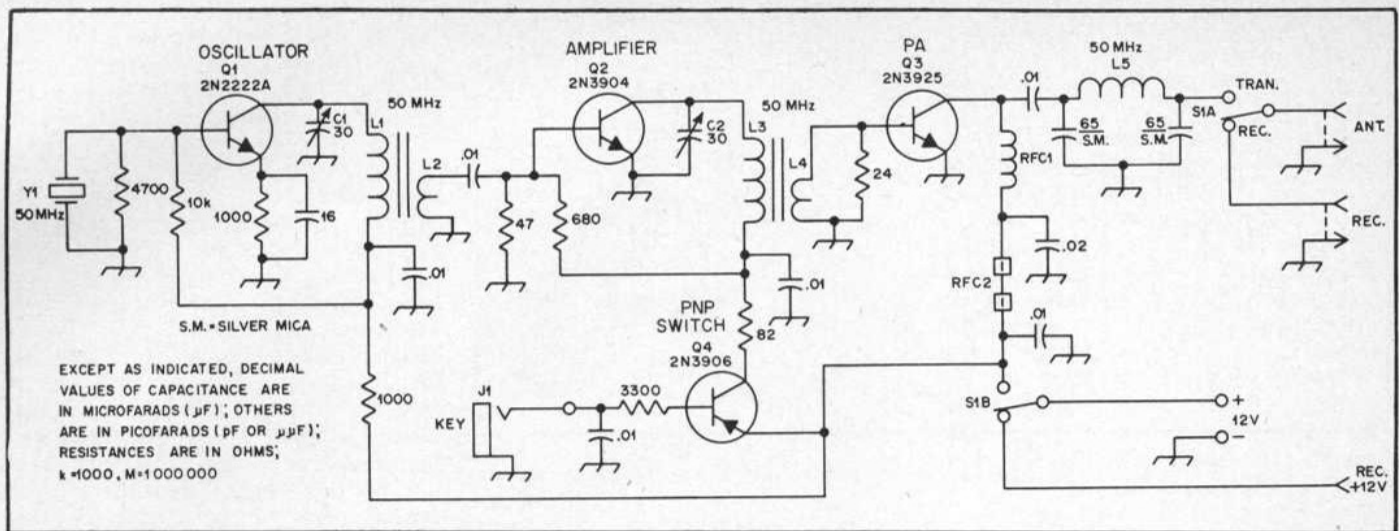 OSCILLATOR
Q1
2N2222A
AMPLIFIER
Q2
2N3904
PA
Q3
2N3925
50 MHz
L5
TRAN.
S1A
REC.
ANT.
REC.
C1
30
L1
50 MHz
L2
.01
C2
30
L3
50 MHz
L4
.01
65
S.M.
65
S.M.
RFC1
24
Y1
50 MHz
4700
10k
1000
16
.01
47
680
.01
.02
RFC2
.01
S.M. = SILVER MICA
PNP
SWITCH
Q4
2N3906
82
EXCEPT AS INDICATED, DECIMAL
VALUES OF CAPACITANCE ARE
IN MICROFARADS (μF); OTHERS
ARE IN PICOFARADS (pF OR μμF);
RESISTANCES ARE IN OHMS;
k=1000, M=1000000
1000
J1
KEY
3300
.01
S1B
+
12V
−
REC.
+12V